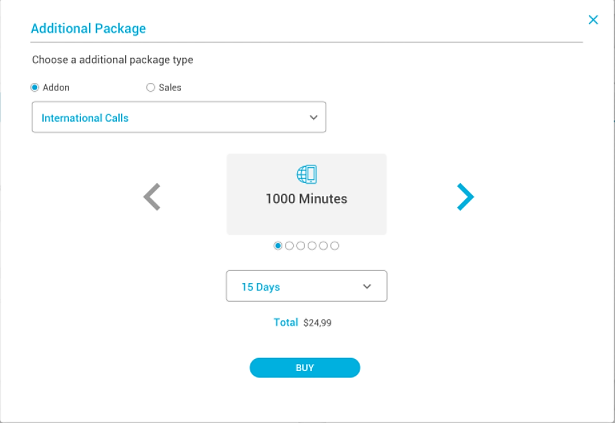 Additional Package
Choose a additional package type
Addon
Sales
International Calls
1000 Minutes
15 Days
Total $24,99
BUY